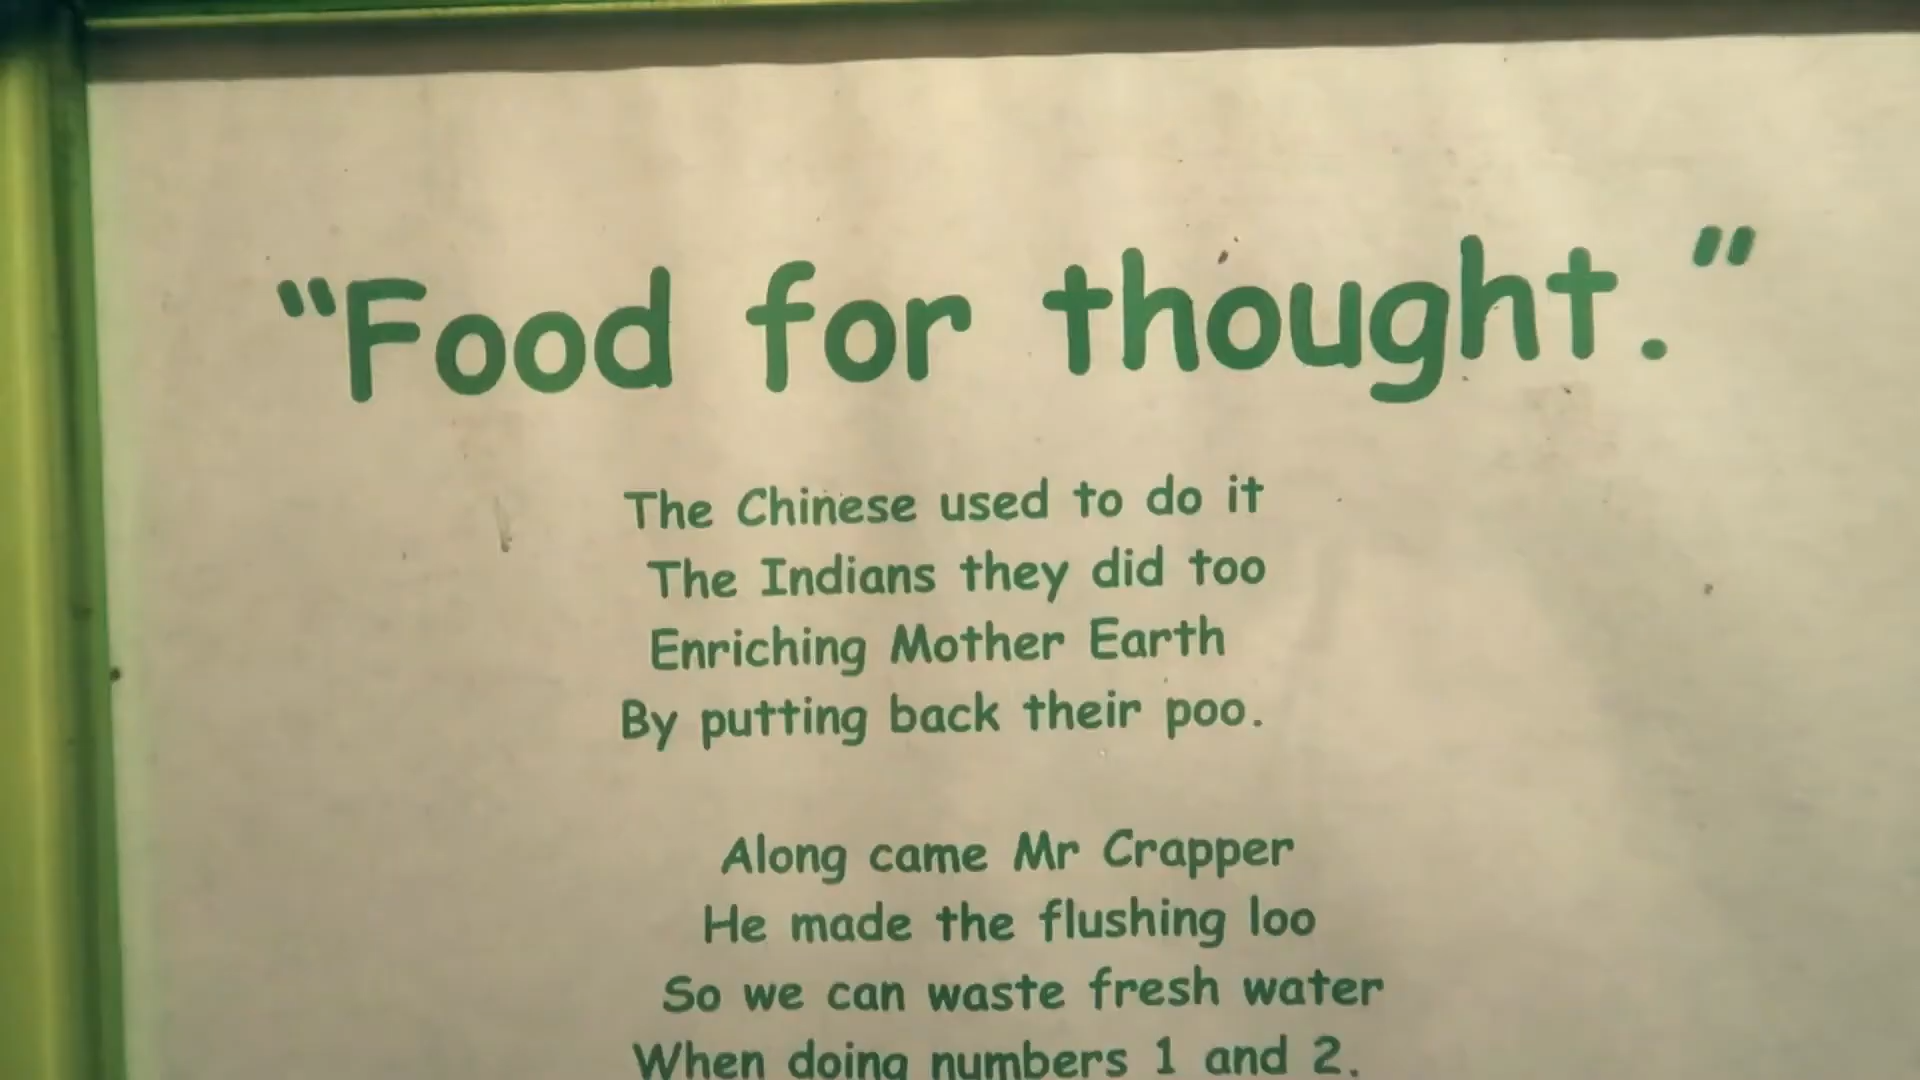 “Food for thought.”
The Chinese used to do it
The Indians they did too
Enriching Mother Earth
By putting back their poo.
Along came Mr Crapper
He made the flushing loo
So we can waste fresh water
When doing numbers 1 and 2.